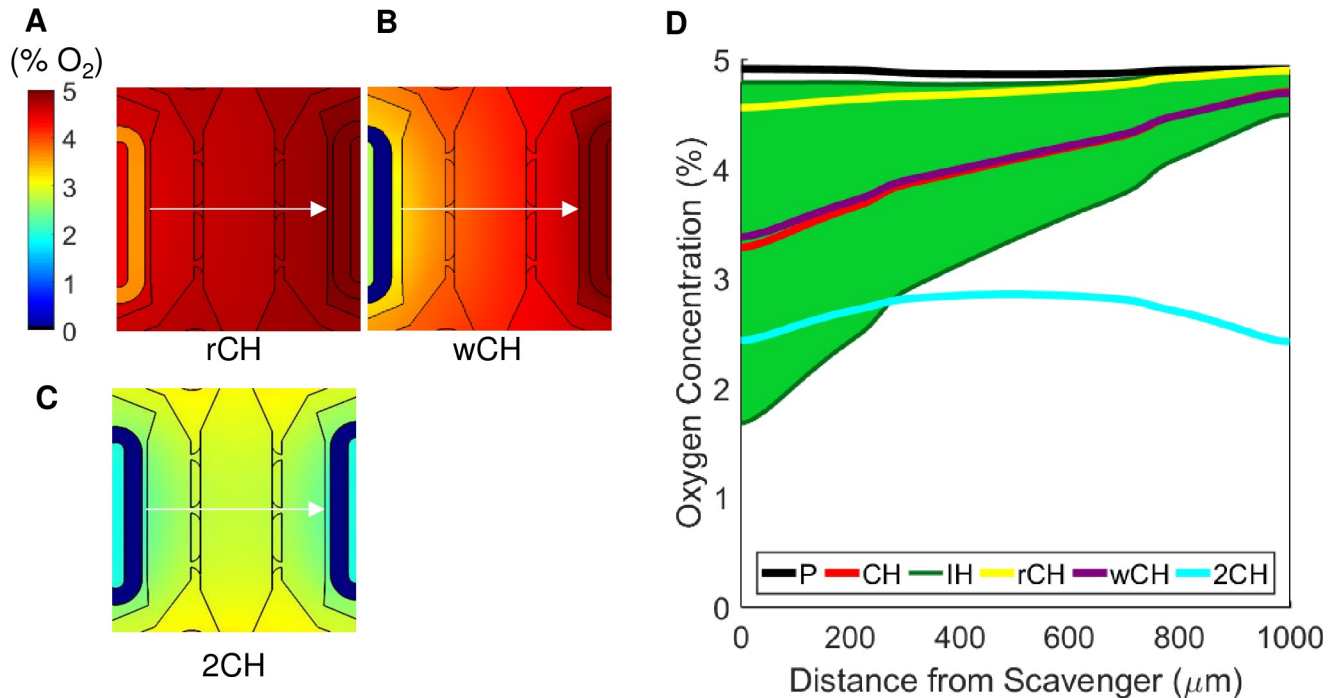 A
(% O₂)
5
4
3
2
1
0
rCH
B
wCH
C
2CH
D
Oxygen Concentration (%)
5
4
3
2
1
0
P CH IH rCH wCH 2CH
0 200 400 600 800 1000
Distance from Scavenger (μm)